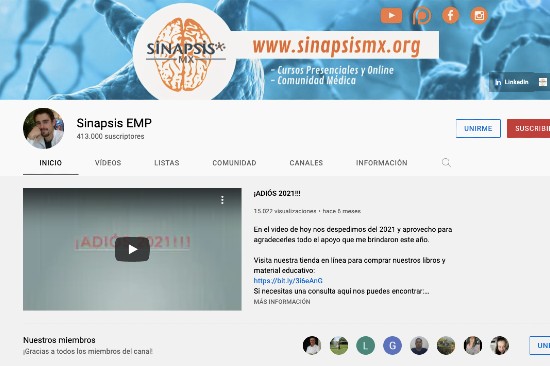 SINAPSIS
MX
www.sinapsismx.org
- Cursos Presenciales y Online
- Comunidad Médica
in LinkedIn
Sinapsis EMP
413.000 suscriptores
UNIRME
SUSCRIBI
INICIO
VÍDEOS
LISTAS
COMUNIDAD
CANALES
INFORMACIÓN
¡ADIÓS 2021!!!
¡ADIÓS 2021!!!
15.022 visualizaciones • hace 6 meses
En el video de hoy nos despedimos del 2021 y aprovecho para
agradecerles todo el apoyo que me brindaron este año.
Visita nuestra tienda en línea para comprar nuestros libros y
material educativo:
https://bit.ly/3i6eAnG
Si necesitas una consulta aquí nos puedes encontrar:...
MÁS INFORMACIÓN
Nuestros miembros
¡Gracias a todos los miembros del canal!
L
G
UNI